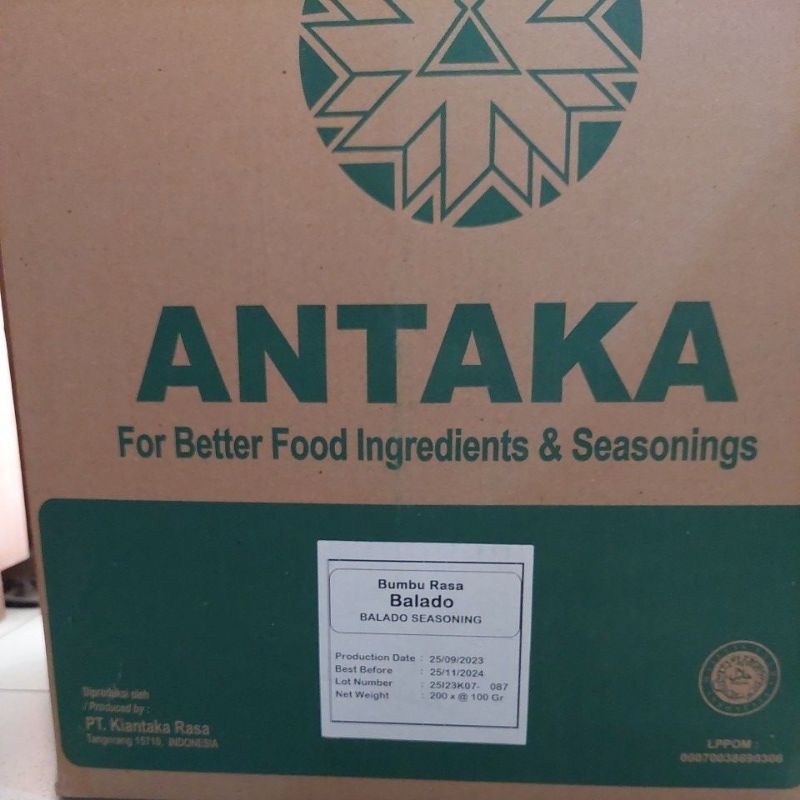 ANTAKA
For Better Food Ingredients & Seasonings
Bumbu Rasa
Balado
BALADO SEASONING
Production Date : 25/09/2023
Best Before : 25/11/2024
Lot Number : 25I23K07- 087
Net Weight : 200 x @ 100 Gr
Diproduksi oleh
/ Produced by :
PT. Kiantaka Rasa
Tangerang 15710, INDONESIA
LPPOM :